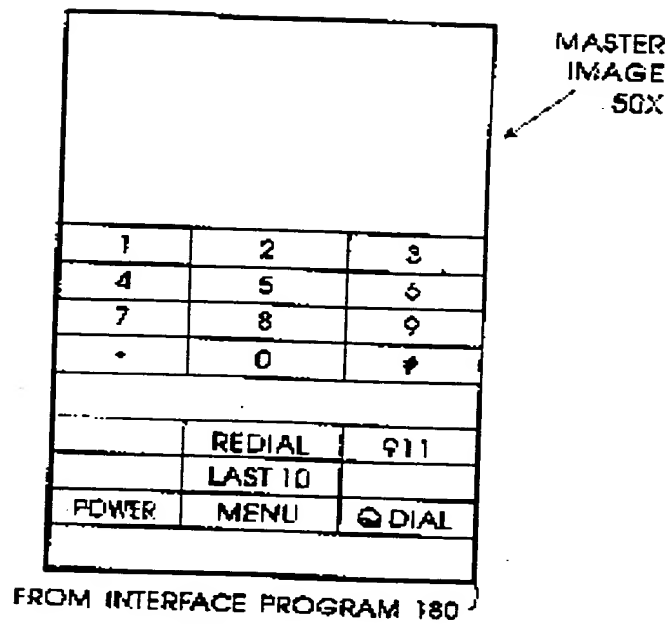 MASTER
IMAGE
50X
1 2 3
4 5 6
7 8 9
* 0 #
REDIAL 911
LAST 10
POWER MENU DIAL
FROM INTERFACE PROGRAM 180